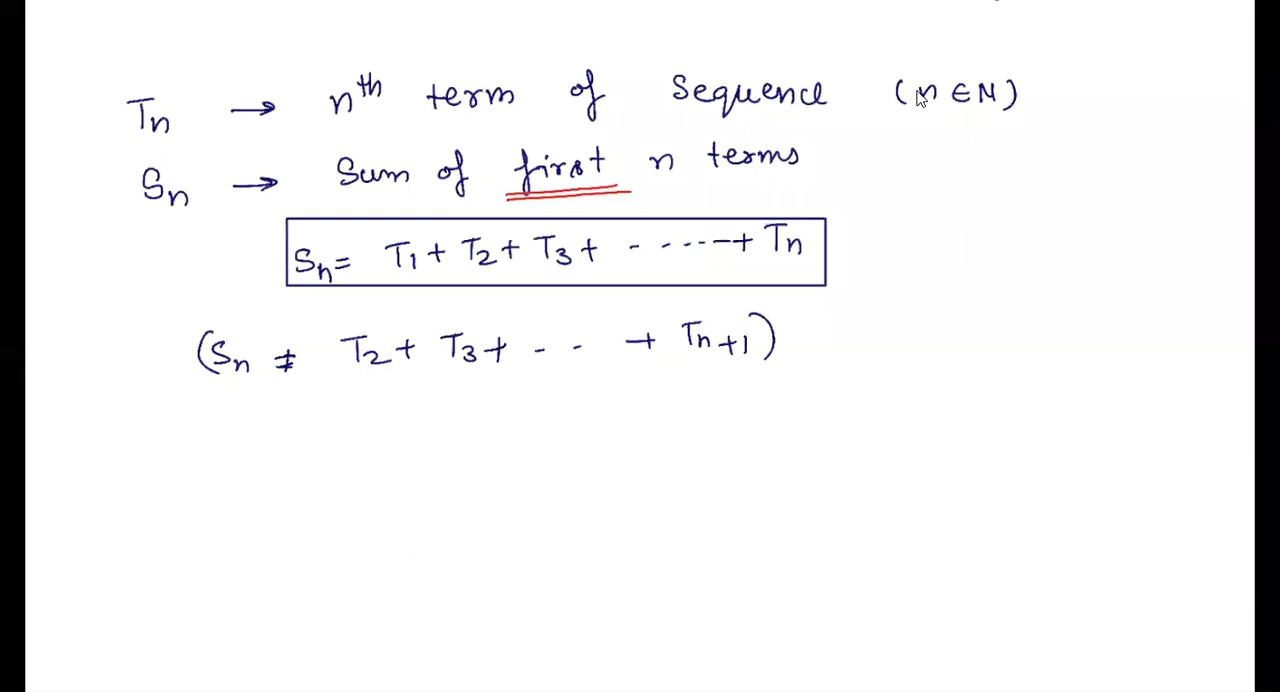 Tn → nth term of sequence (n ∈ N)
Sn → Sum of first n terms
Sn = T1 + T2 + T3 + - - - - - + Tn
(Sn ≠ T2 + T3 + - - - + Tn+1)